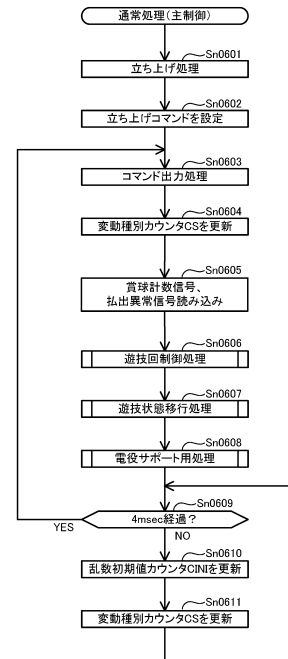 通常処理(主制御)
Sn0601
立ち上げ処理
Sn0602
立ち上げコマンドを設定
Sn0603
コマンド出力処理
Sn0604
変動種別カウンタCSを更新
Sn0605
賞球計数信号、
払出異常信号読み込み
Sn0606
遊技回制御処理
Sn0607
遊技状態移行処理
Sn0608
電役サポート用処理
Sn0609
4msec経過?
YES
NO
Sn0610
乱数初期値カウンタCINIを更新
Sn0611
変動種別カウンタCSを更新